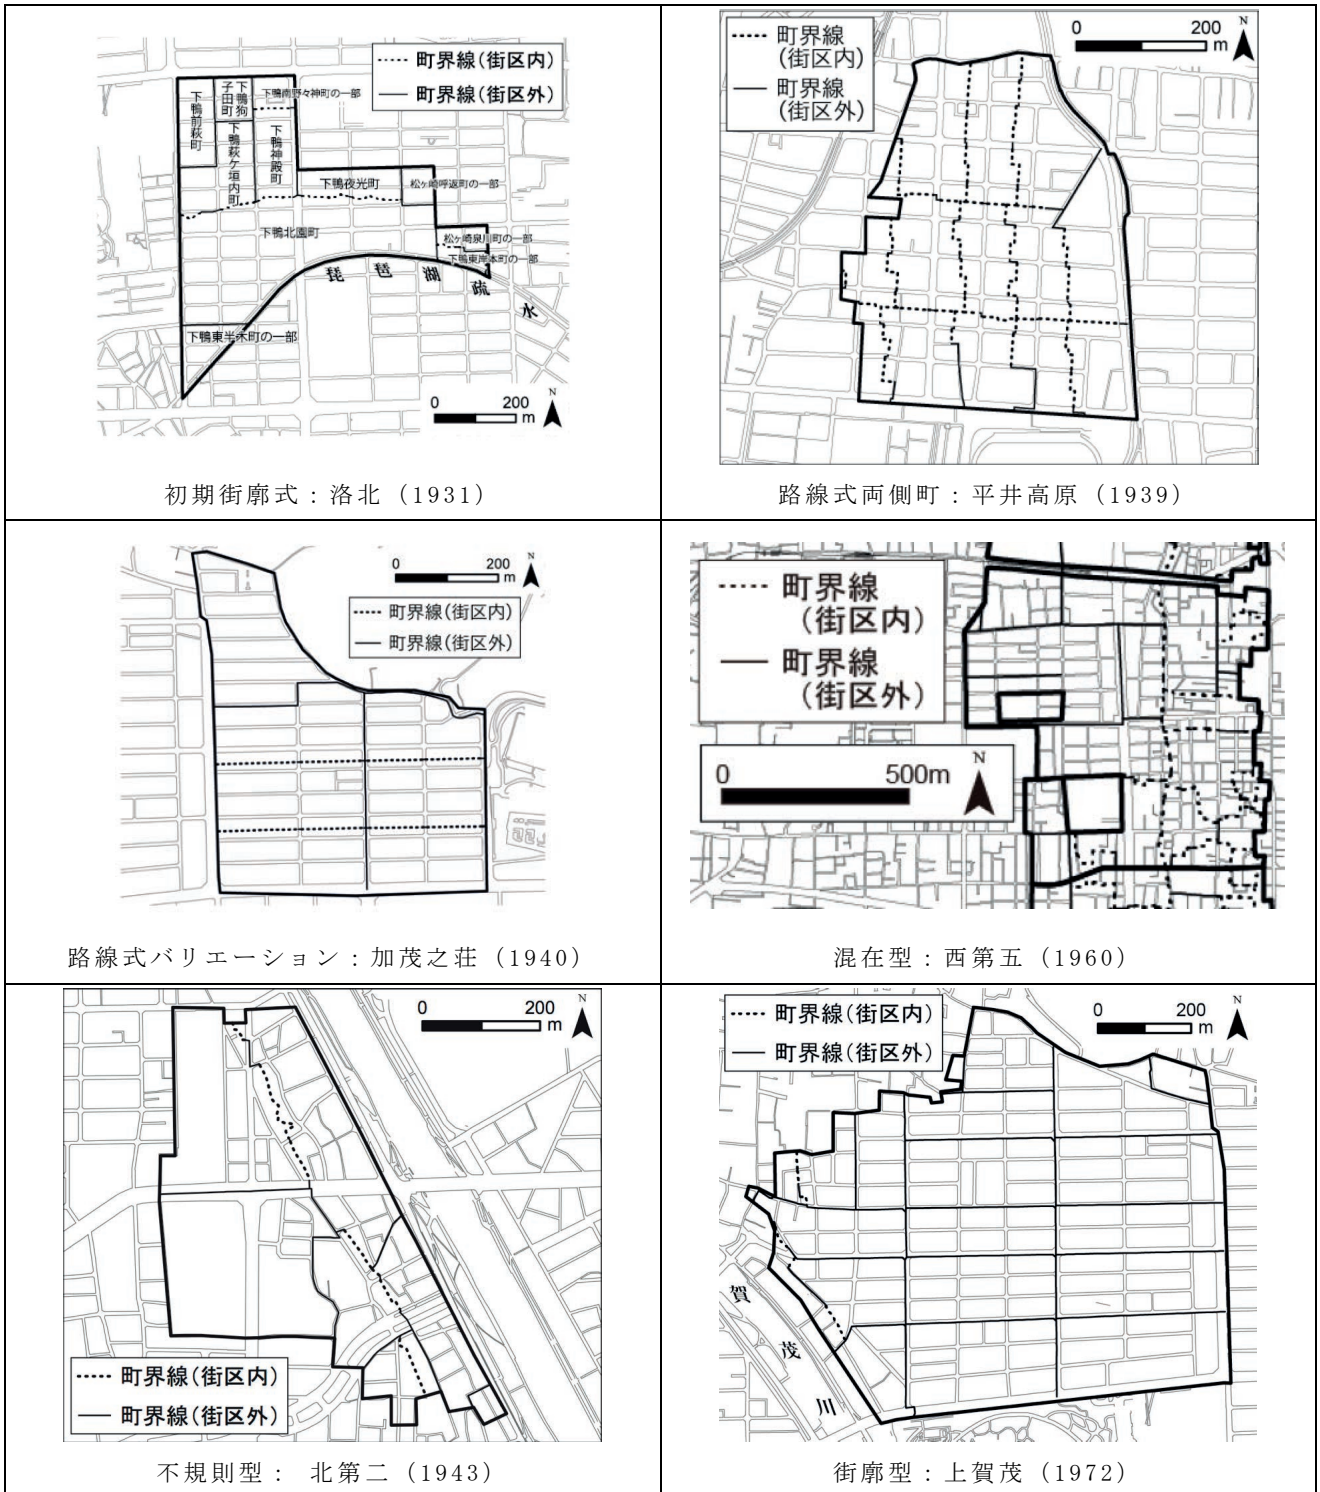 町界線(街区内)
町界線(街区外)
下鴨前萩町
下鴨狗子田町
下鴨南野々神町の一部
下鴨萩ケ垣内町
下鴨神殿町
下鴨夜光町
松ヶ崎呼返町の一部
下鴨北園町
松ヶ崎泉川町の一部
下鴨東岸本町の一部
琵琶湖疏水
下鴨東半木町の一部
0 200 m
N
初期街廓式：洛北（1931）
町界線
(街区内)
町界線
(街区外)
0 200 m
N
路線式両側町：平井高原（1939）
0 200 m
N
町界線(街区内)
町界線(街区外)
路線式バリエーション：加茂之荘（1940）
町界線
(街区内)
町界線
(街区外)
0 500m
N
混在型：西第五（1960）
0 200 m
N
町界線(街区内)
町界線(街区外)
不規則型： 北第二（1943）
町界線(街区内)
町界線(街区外)
0 200 m
N
賀茂川
街廓型：上賀茂（1972）